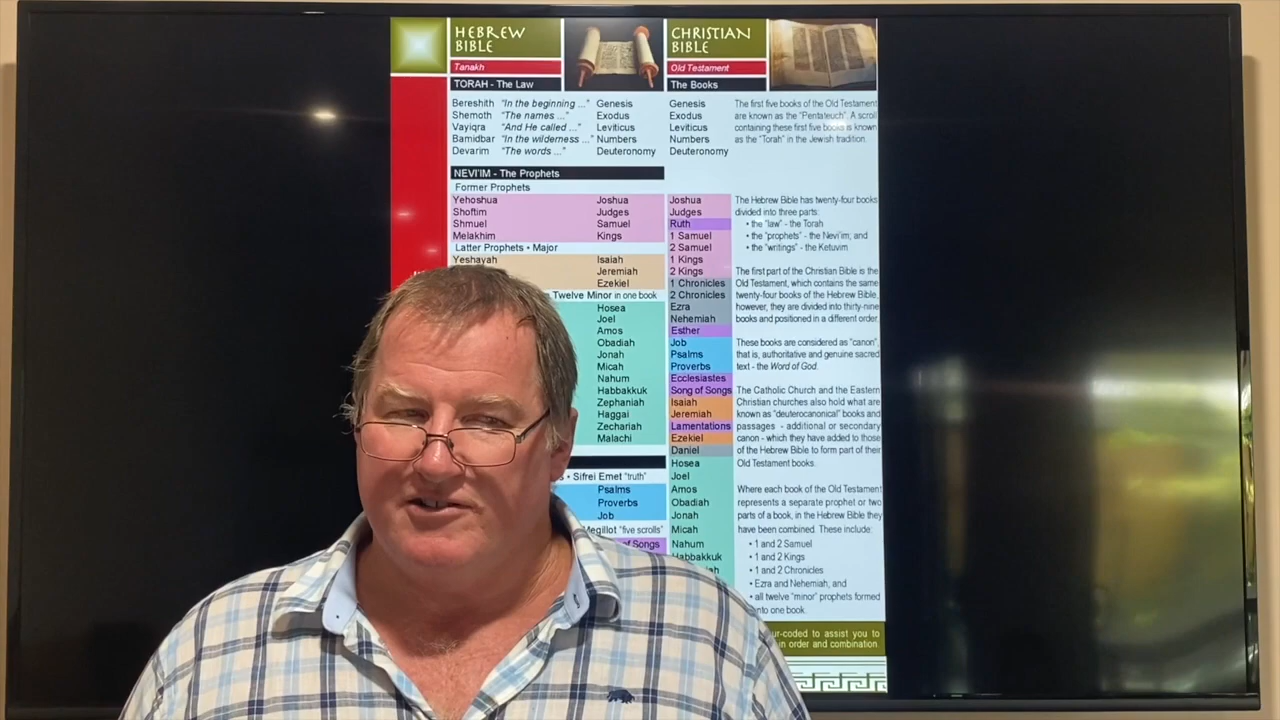 HEBREW
BIBLE
Tanakh
TORAH - The Law
Bereshith "In the beginning ..." Genesis
Shemoth "The names ..." Exodus
Vayiqra "And He called ..." Leviticus
Bamidbar "In the wilderness ..." Numbers
Devarim "The words ..." Deuteronomy
NEVI'IM - The Prophets
Former Prophets
Yehoshua Joshua
Shoftim Judges
Shmuel Samuel
Melakhim Kings
Latter Prophets • Major
Yeshayah Isaiah
Jeremiah
Ezekiel
Twelve Minor in one book
Hosea
Joel
Amos
Obadiah
Jonah
Micah
Nahum
Habbakkuk
Zephaniah
Haggai
Zechariah
Malachi
• Sifrei Emet "truth"
Psalms
Proverbs
Job
Megillot "five scrolls"
of Songs
CHRISTIAN
BIBLE
Old Testament
The Books
Genesis
Exodus
Leviticus
Numbers
Deuteronomy
Joshua
Judges
Ruth
1 Samuel
2 Samuel
1 Kings
2 Kings
1 Chronicles
2 Chronicles
Ezra
Nehemiah
Esther
Job
Psalms
Proverbs
Ecclesiastes
Song of Songs
Isaiah
Jeremiah
Lamentations
Ezekiel
Daniel
Hosea
Joel
Amos
Obadiah
Jonah
Micah
Nahum
Habbakkuk
The first five books of the Old Testament
are known as the "Pentateuch". A scroll
containing these first five books is known
as the "Torah" in the Jewish tradition.
The Hebrew Bible has twenty-four books
divided into three parts:
• the "law" - the Torah
• the "prophets" - the Nevi'im; and
• the "writings" - the Ketuvim
The first part of the Christian Bible is the
Old Testament, which contains the same
twenty-four books of the Hebrew Bible,
however, they are divided into thirty-nine
books and positioned in a different order.
These books are considered as "canon",
that is, authoritative and genuine sacred
text - the Word of God.
The Catholic Church and the Eastern
Christian churches also hold what are
known as "deuterocanonical" books and
passages - additional or secondary
canon - which they have added to those
of the Hebrew Bible to form part of their
Old Testament books.
Where each book of the Old Testament
represents a separate prophet or two
parts of a book, in the Hebrew Bible they
have been combined. These include:
• 1 and 2 Samuel
• 1 and 2 Kings
• 1 and 2 Chronicles
• Ezra and Nehemiah, and
• all twelve "minor" prophets formed
into one book.
ur-coded to assist you to
in order and combination